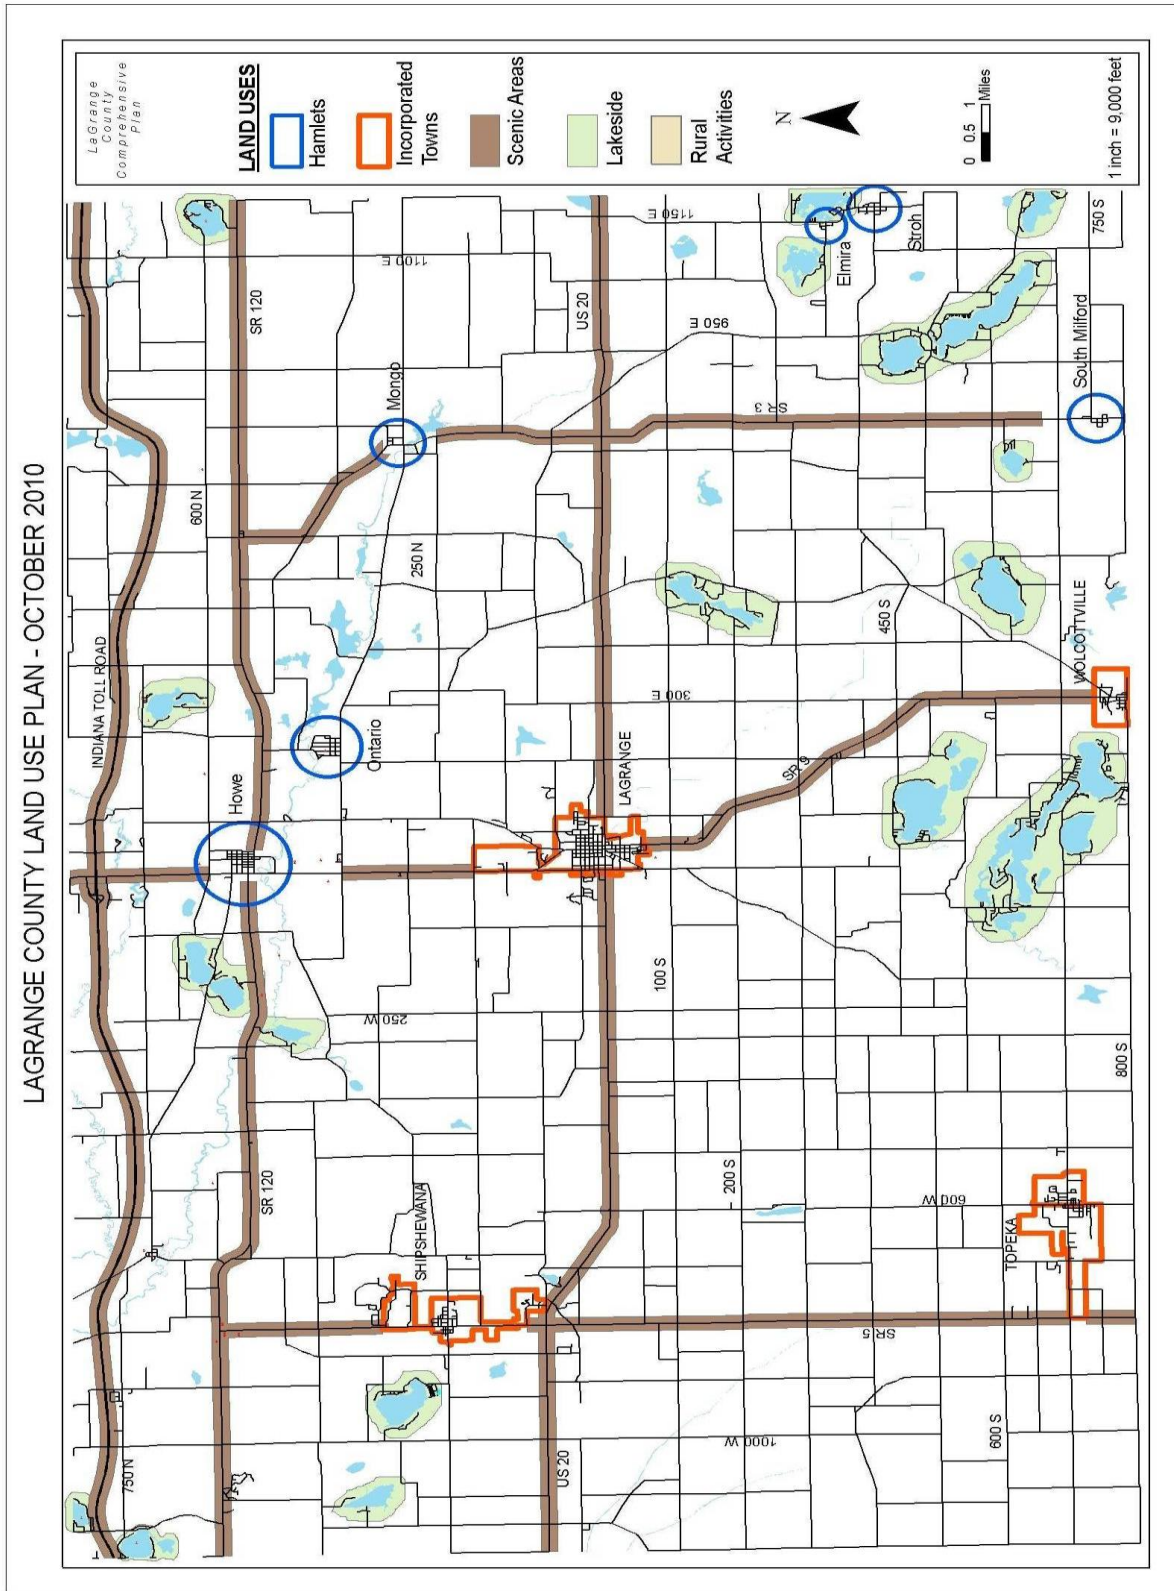 LAGRANGE COUNTY LAND USE PLAN - OCTOBER 2010
LaGrange
County
Comprehensive
Plan
LAND USES
Hamlets
Incorporated
Towns
Scenic Areas
Lakeside
Rural
Activities
N
0 0.5 1
Miles
1 inch = 9,000 feet
INDIANA TOLL ROAD
750 N
600 N
SR 120
SR 120
Howe
Ontario
Mongo
250 N
1100 E
1150 E
950 E
250 W
SHIPSHEWANA
US 20
US 20
LAGRANGE
100 S
200 S
300 E
SR 3
SR 9
SR 5
450 S
Elmira
Stroh
600 W
1000 W
600 S
TOPEKA
800 S
WOLCOTTVILLE
South Milford
750 S